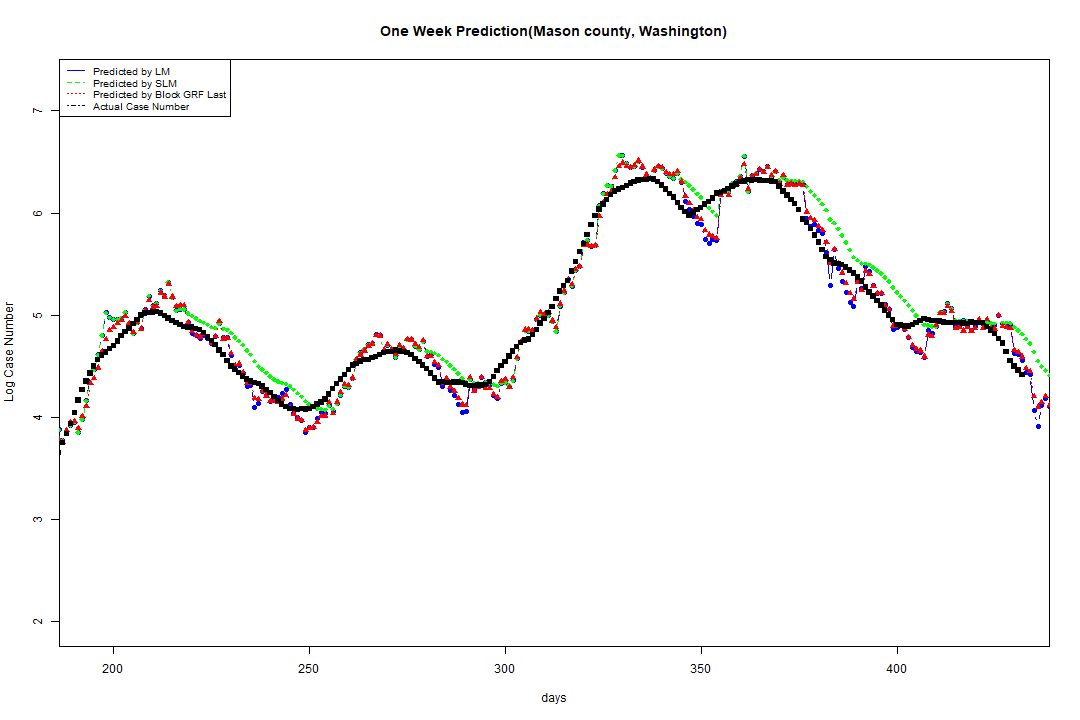 One Week Prediction(Mason county, Washington)
Predicted by LM
Predicted by SLM
Predicted by Block GRF Last
Actual Case Number
7
6
5
4
3
2
Log Case Number
200 250 300 350 400
days